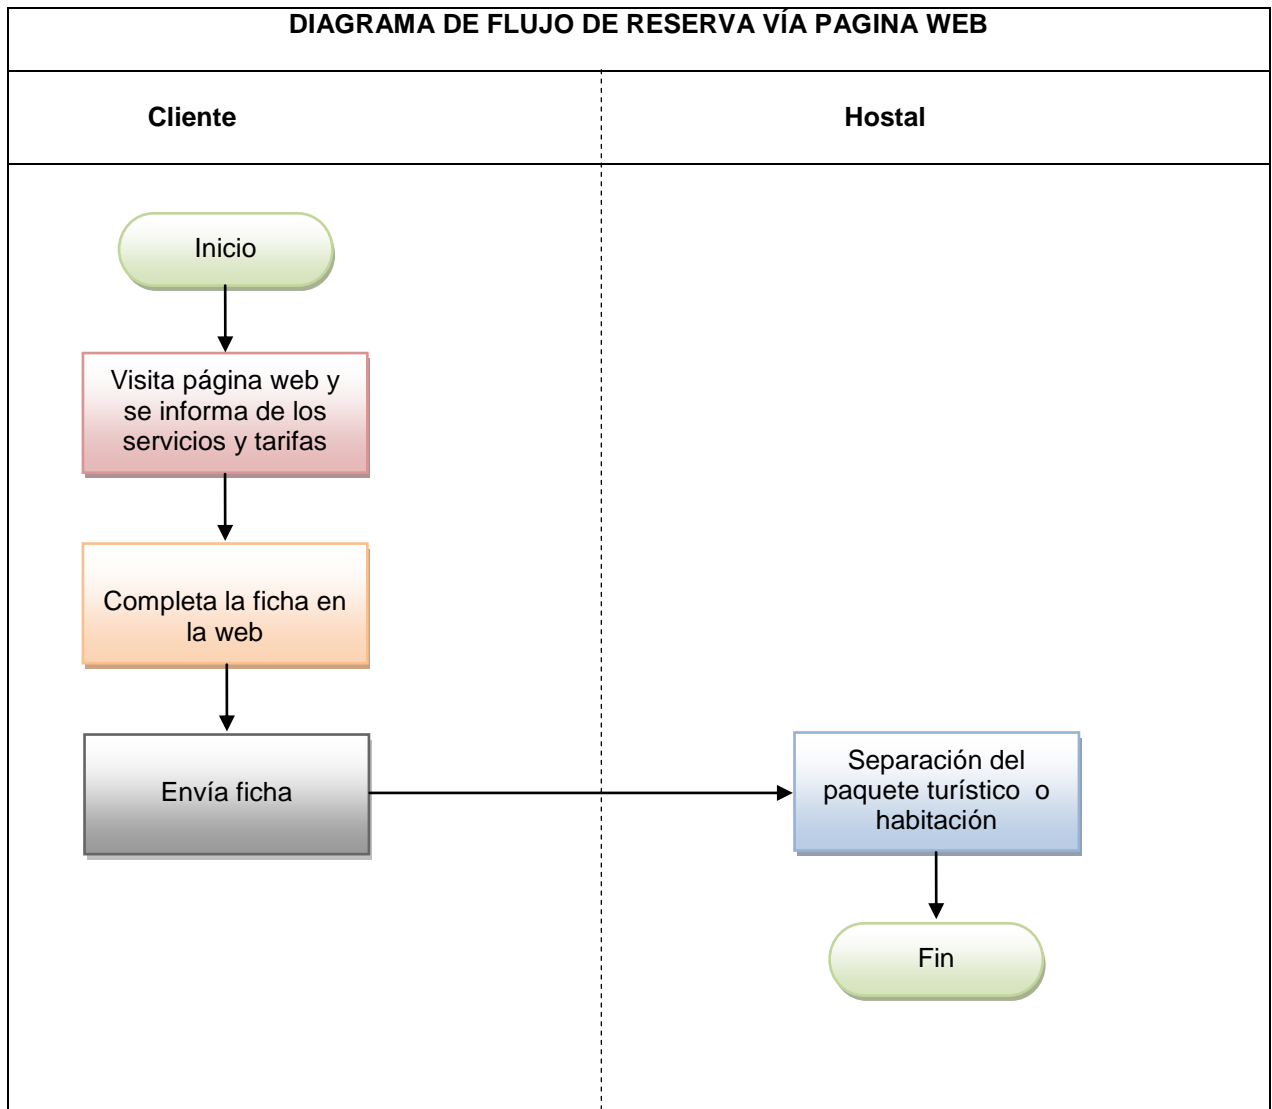 DIAGRAMA DE FLUJO DE RESERVA VÍA PAGINA WEB
Cliente
Hostal
Inicio
Visita página web y
se informa de los
servicios y tarifas
Completa la ficha en
la web
Envía ficha
Separación del
paquete turístico o
habitación
Fin